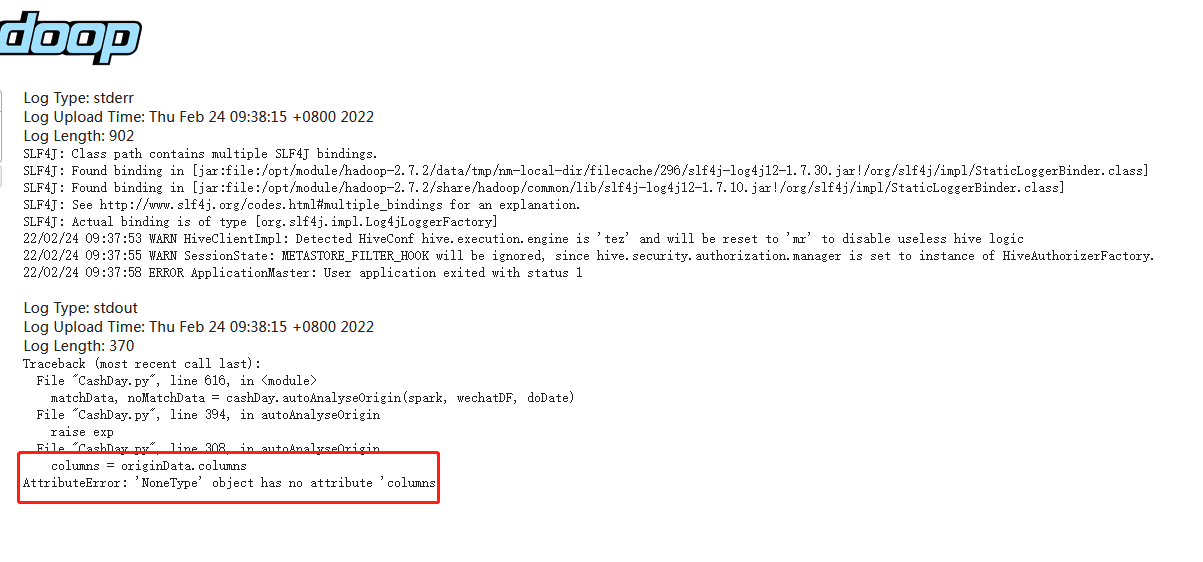 doop
Log Type: stderr
Log Upload Time: Thu Feb 24 09:38:15 +0800 2022
Log Length: 902
SLF4J: Class path contains multiple SLF4J bindings.
SLF4J: Found binding in [jar:file:/opt/module/hadoop-2.7.2/data/tmp/nm-local-dir/filecache/296/slf4j-log4j12-1.7.30.jar!/org/slf4j/impl/StaticLoggerBinder.class]
SLF4J: Found binding in [jar:file:/opt/module/hadoop-2.7.2/share/hadoop/common/lib/slf4j-log4j12-1.7.10.jar!/org/slf4j/impl/StaticLoggerBinder.class]
SLF4J: See http://www.slf4j.org/codes.html#multiple_bindings for an explanation.
SLF4J: Actual binding is of type [org.slf4j.impl.Log4jLoggerFactory]
22/02/24 09:37:53 WARN HiveClientImpl: Detected HiveConf hive.execution.engine is 'tez' and will be reset to 'mr' to disable useless hive logic
22/02/24 09:37:55 WARN SessionState: METASTORE_FILTER_HOOK will be ignored, since hive.security.authorization.manager is set to instance of HiveAuthorizerFactory.
22/02/24 09:37:58 ERROR ApplicationMaster: User application exited with status 1
Log Type: stdout
Log Upload Time: Thu Feb 24 09:38:15 +0800 2022
Log Length: 370
Traceback (most recent call last):
  File "CashDay.py", line 616, in <module>
    matchData, noMatchData = cashDay.autoAnalyseOrigin(spark, wechatDF, doDate)
  File "CashDay.py", line 394, in autoAnalyseOrigin
    raise exp
  File "CashDay.py", line 308, in autoAnalyseOrigin
    columns = originData.columns
AttributeError: 'NoneType' object has no attribute 'columns